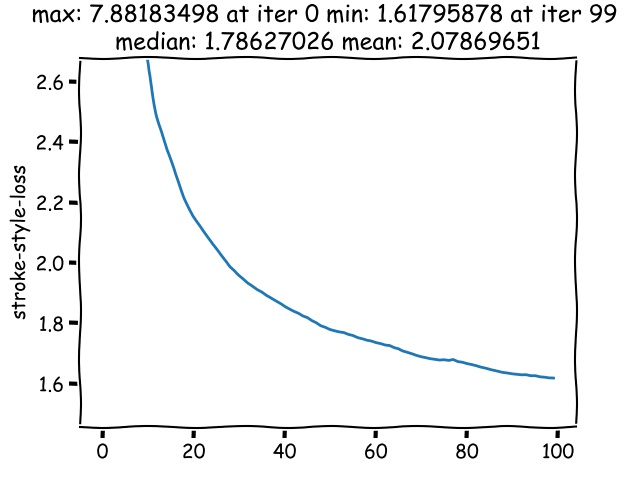 max: 7.88183498 at iter 0 min: 1.61795878 at iter 99
median: 1.78627026 mean: 2.07869651
stroke-style-loss
2.6
2.4
2.2
2.0
1.8
1.6
0 20 40 60 80 100